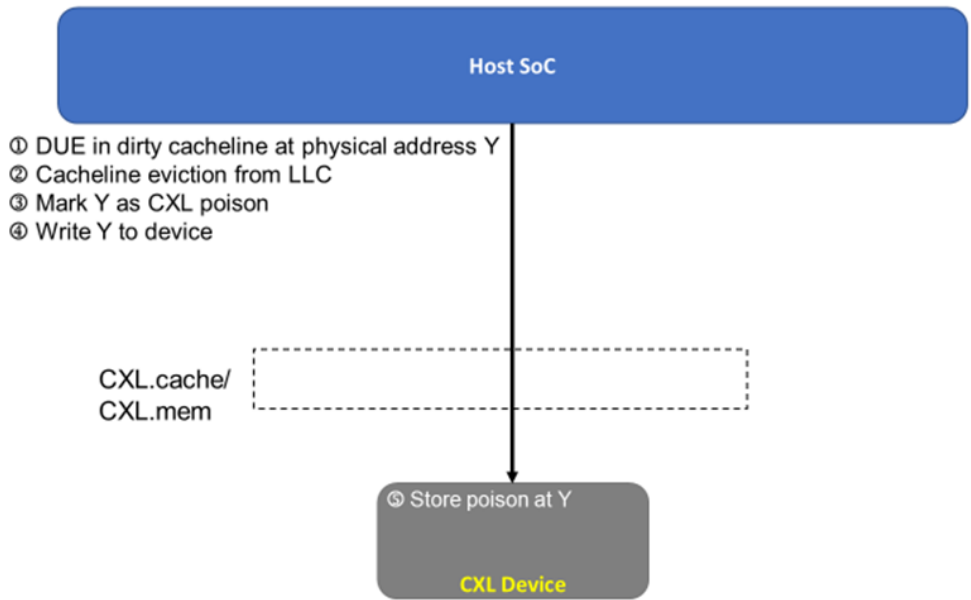 Host SoC
① DUE in dirty cacheline at physical address Y
② Cacheline eviction from LLC
③ Mark Y as CXL poison
④ Write Y to device
CXL.cache/
CXL.mem
⑤ Store poison at Y
CXL Device